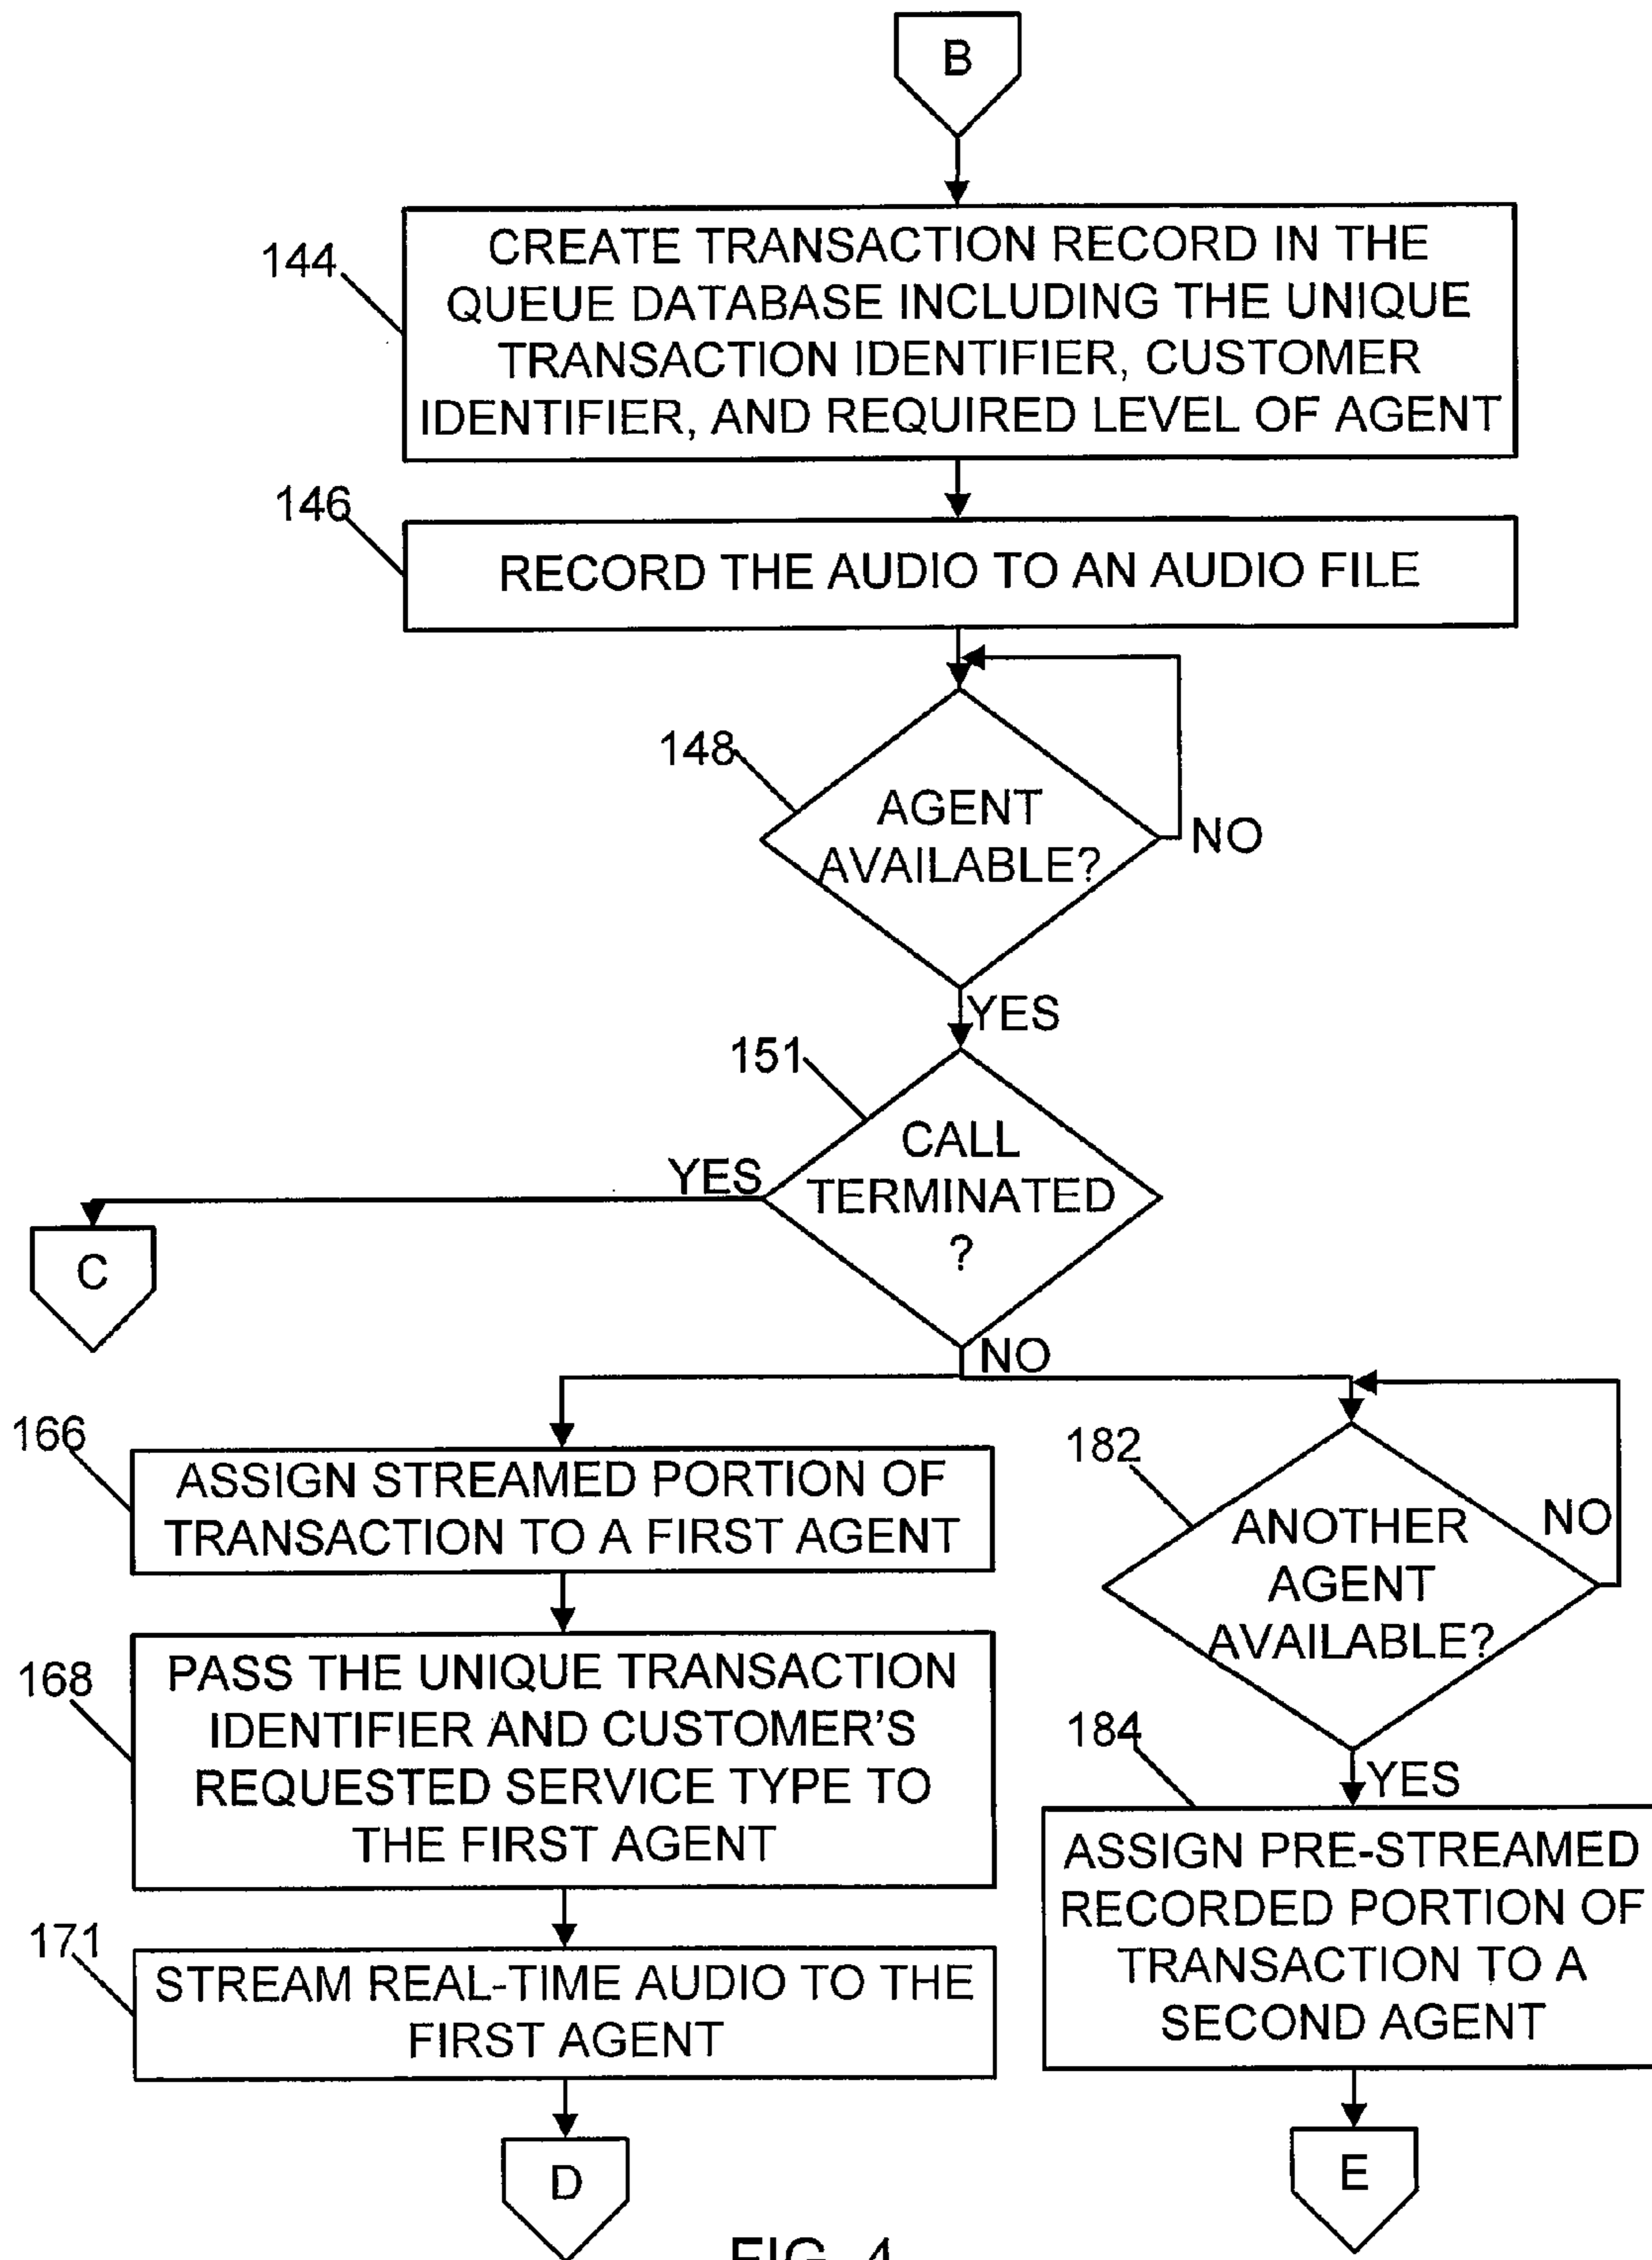 B
144
CREATE TRANSACTION RECORD IN THE
QUEUE DATABASE INCLUDING THE UNIQUE
TRANSACTION IDENTIFIER, CUSTOMER
IDENTIFIER, AND REQUIRED LEVEL OF AGENT
146
RECORD THE AUDIO TO AN AUDIO FILE
148
AGENT
AVAILABLE?
NO
YES
151
CALL
TERMINATED
?
YES
C
NO
166
ASSIGN STREAMED PORTION OF
TRANSACTION TO A FIRST AGENT
182
ANOTHER
AGENT
AVAILABLE?
NO
168
PASS THE UNIQUE TRANSACTION
IDENTIFIER AND CUSTOMER'S
REQUESTED SERVICE TYPE TO
THE FIRST AGENT
YES
184
ASSIGN PRE-STREAMED
RECORDED PORTION OF
TRANSACTION TO A
SECOND AGENT
171
STREAM REAL-TIME AUDIO TO THE
FIRST AGENT
D
E
FIG. 4